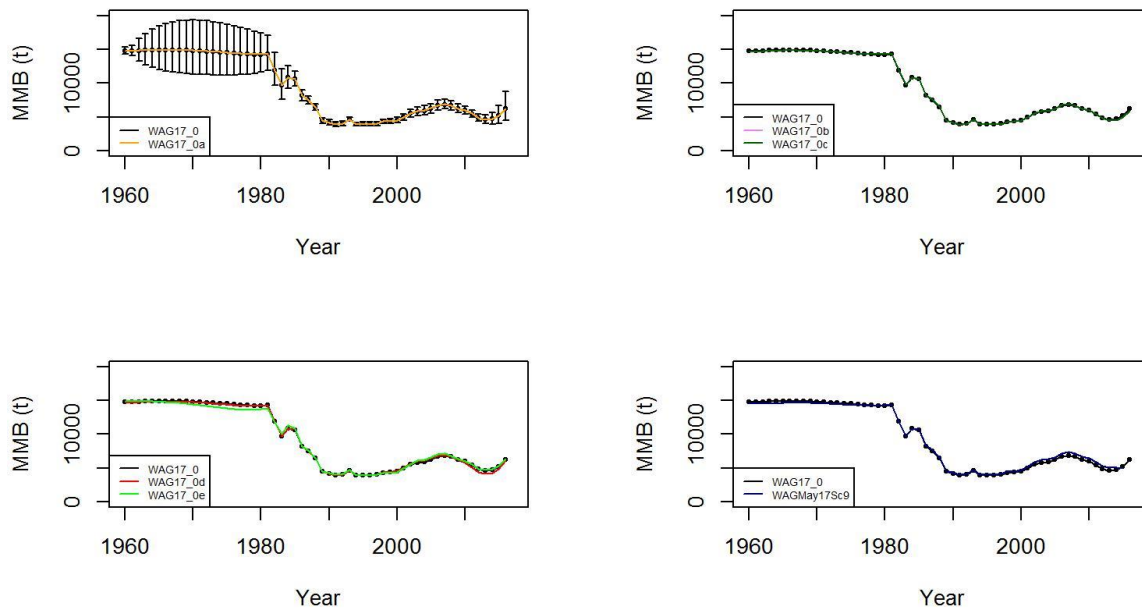 MMB (t)
10000
0
WAG17_0
WAG17_0a
1960
1980
2000
Year
MMB (t)
10000
0
WAG17_0
WAG17_0b
WAG17_0c
1960
1980
2000
Year
MMB (t)
10000
0
WAG17_0
WAG17_0d
WAG17_0e
1960
1980
2000
Year
MMB (t)
10000
0
WAG17_0
WAGMay17Sc9
1960
1980
2000
Year